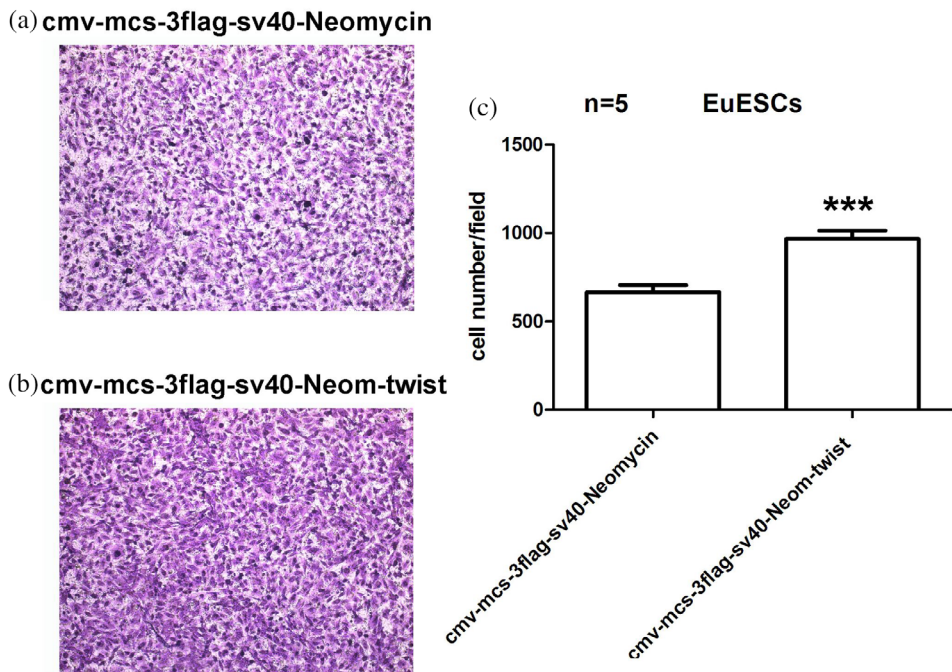 (a) cmv-mcs-3flag-sv40-Neomycin
(b) cmv-mcs-3flag-sv40-Neom-twist
(c) n=5 EuESCs
1500
1000
500
0
cell number/field
***
cmv-mcs-3flag-sv40-Neomycin
cmv-mcs-3flag-sv40-Neom-twist